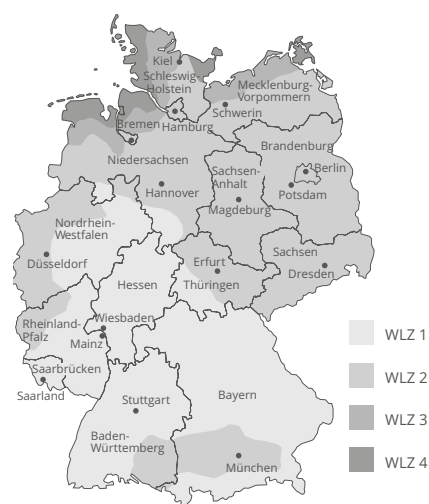 Kiel
Schleswig-
Holstein
Mecklenburg-
Vorpommern
Schwerin
Bremen
Hamburg
Niedersachsen
Hannover
Brandenburg
Berlin
Potsdam
Sachsen-
Anhalt
Magdeburg
Nordrhein-
Westfalen
Düsseldorf
Erfurt
Thüringen
Sachsen
Dresden
Hessen
Wiesbaden
Rheinland-
Pfalz
Mainz
Saarbrücken
Saarland
Stuttgart
Baden-
Württemberg
Bayern
München
WLZ 1
WLZ 2
WLZ 3
WLZ 4